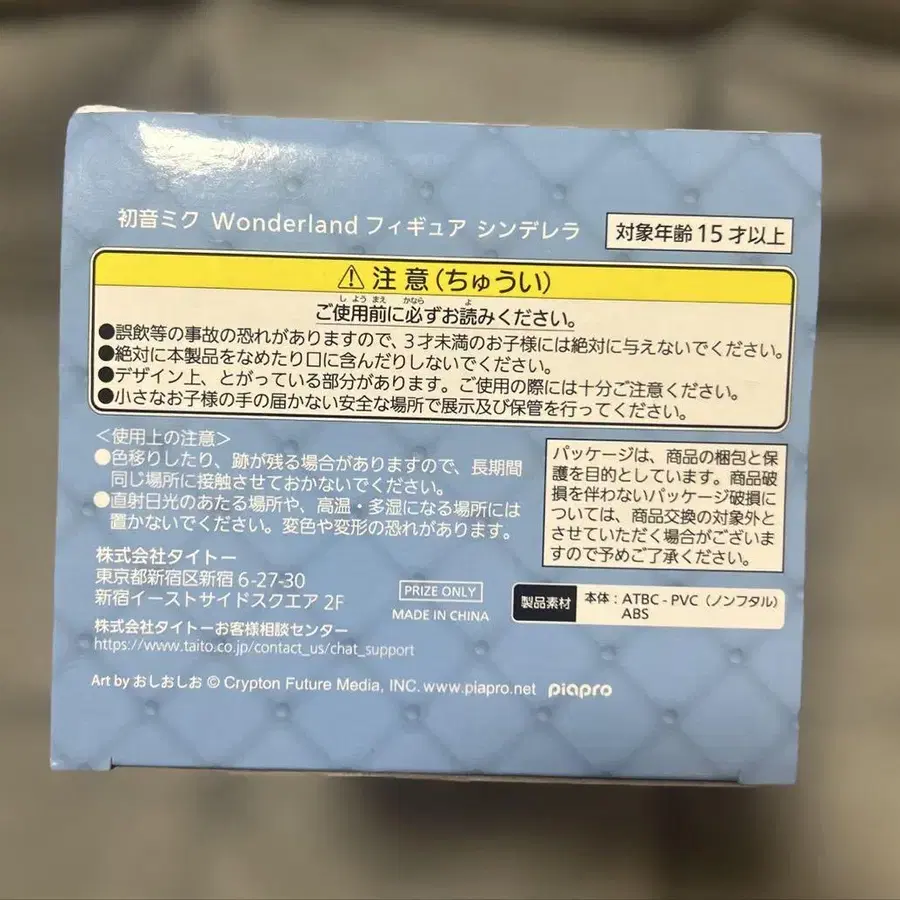 初音ミク Wonderland フィギュア シンデレラ
対象年齢15才以上
⚠注意(ちゅうい)
しようまえ かなら よ
ご使用前に必ずお読みください。
●誤飲等の事故の恐れがありますので、3才未満のお子様には絶対に与えないでください。
●絶対に本製品をなめたり口に含んだりしないでください。
●デザイン上、とがっている部分があります。ご使用の際には十分ご注意ください。
●小さなお子様の手の届かない安全な場所で展示及び保管を行ってください。
<使用上の注意>
●色移りしたり、跡が残る場合がありますので、長期間
同じ場所に接触させておかないでください。
●直射日光のあたる場所や、高温・多湿になる場所には
置かないでください。変色や変形の恐れがあります。
パッケージは、商品の梱包と保
護を目的としています。商品破
損を伴わないパッケージ破損に
ついては、商品交換の対象外と
させていただく場合がございま
すので予めご了承ください。
株式会社タイトー
東京都新宿区新宿 6-27-30
新宿イーストサイドスクエア 2F
株式会社タイトーお客様相談センター
https://www.taito.co.jp/contact_us/chat_support
PRIZE ONLY
MADE IN CHINA
製品素材
本体:ATBC-PVC(ノンフタル)
ABS
Art by おしおしお © Crypton Future Media, INC. www.piapro.net piapro